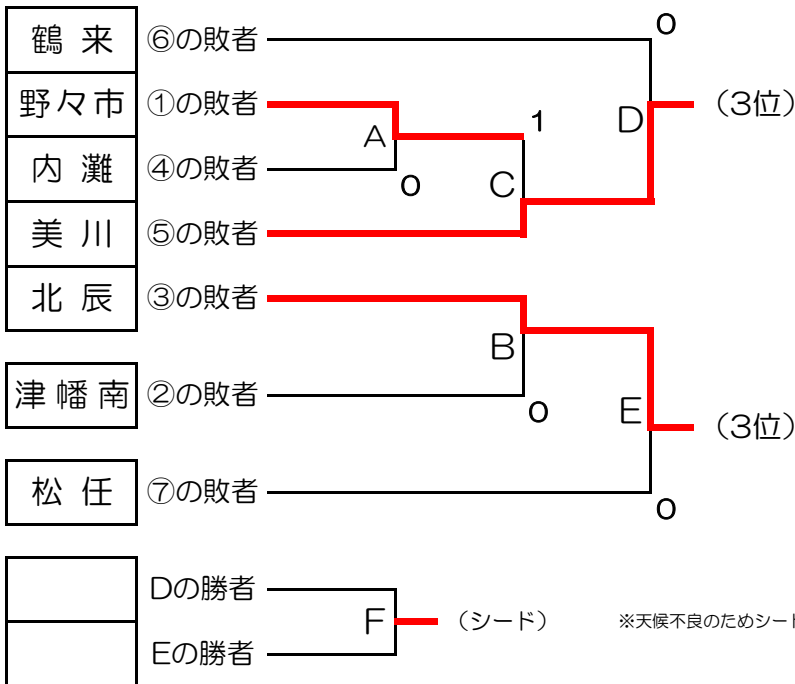 鶴来 ⑥の敗者 0
野々市 ①の敗者 A 1 D （3位）
内灘 ④の敗者 0 C
美川 ⑤の敗者
北辰 ③の敗者
B
津幡南 ②の敗者 0 E （3位）
松任 ⑦の敗者 0
Dの勝者
F （シード） ※天候不良のためシート
Eの勝者